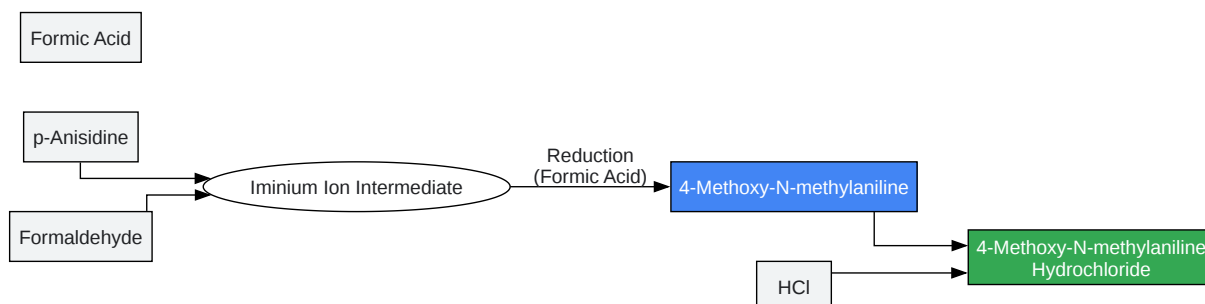 Formic Acid
p-Anisidine
Formaldehyde
Iminium Ion Intermediate
Reduction
(Formic Acid)
4-Methoxy-N-methylaniline
HCl
4-Methoxy-N-methylaniline
Hydrochloride